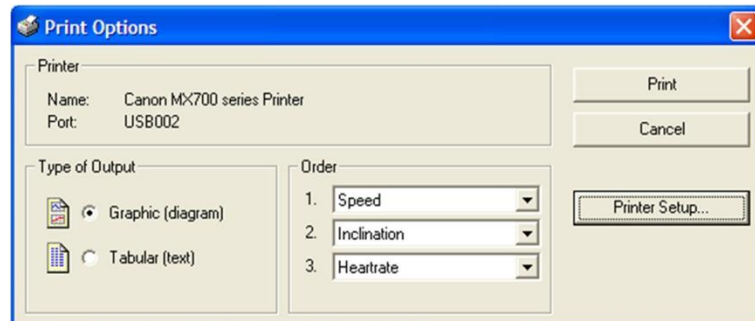 Print Options
Printer
Name: Canon MX700 series Printer
Port: USB002
Print
Cancel
Type of Output
Graphic (diagram)
Tabular (text)
Order
1. Speed
2. Inclination
3. Heartrate
Printer Setup...